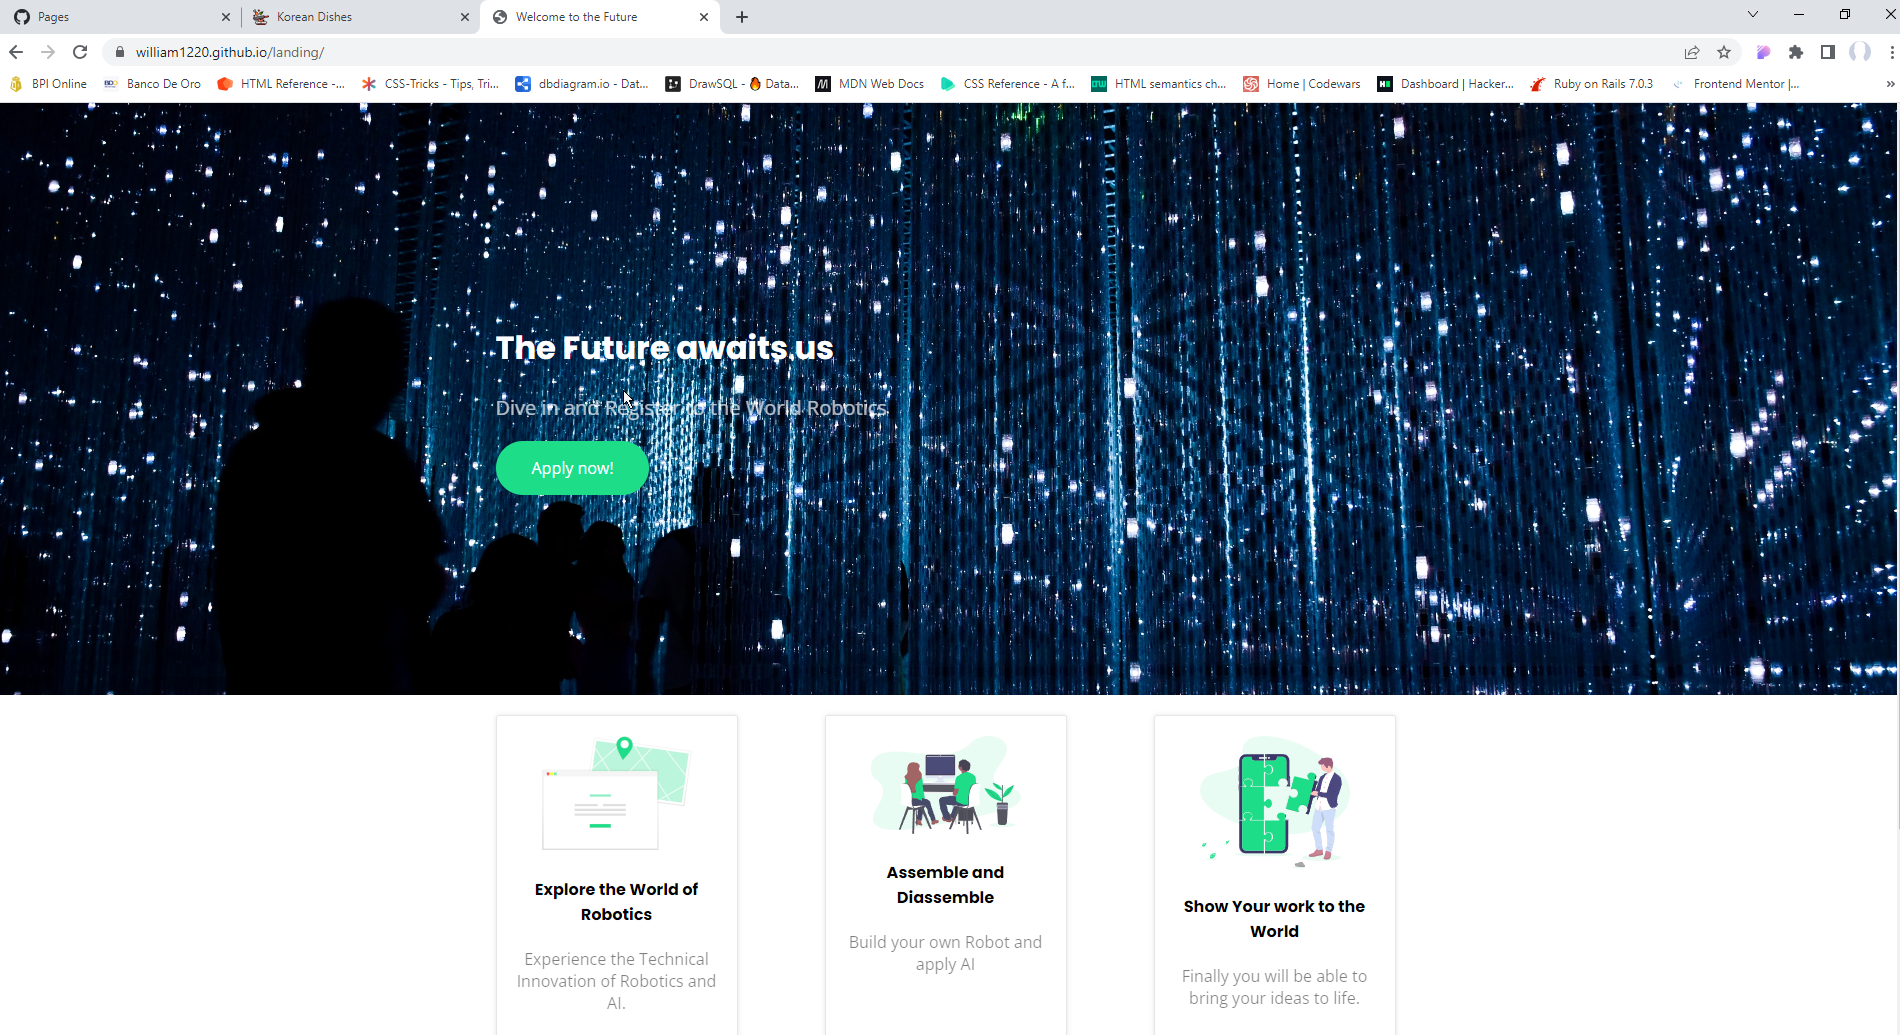 Pages
Korean Dishes
Welcome to the Future
william1220.github.io/landing/
BPI Online
BDO
Banco De Oro
HTML Reference -...
CSS-Tricks - Tips, Tri...
dbdiagram.io - Dat...
DrawSQL - Data...
MDN Web Docs
CSS Reference - A f...
HTML semantics ch...
Home | Codewars
Dashboard | Hacker...
Ruby on Rails 7.0.3
Frontend Mentor |...
The Future awaits us
Dive in and Register to the World Robotics
Apply now!
Explore the World of
Robotics
Experience the Technical
Innovation of Robotics and
AI.
Assemble and
Diassemble
Build your own Robot and
apply AI
Show Your work to the
World
Finally you will be able to
bring your ideas to life.